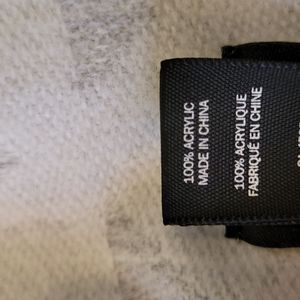 100% ACRYLIC
MADE IN CHINA
100% ACRYLIQUE
FABRIQUÉ EN CHINE